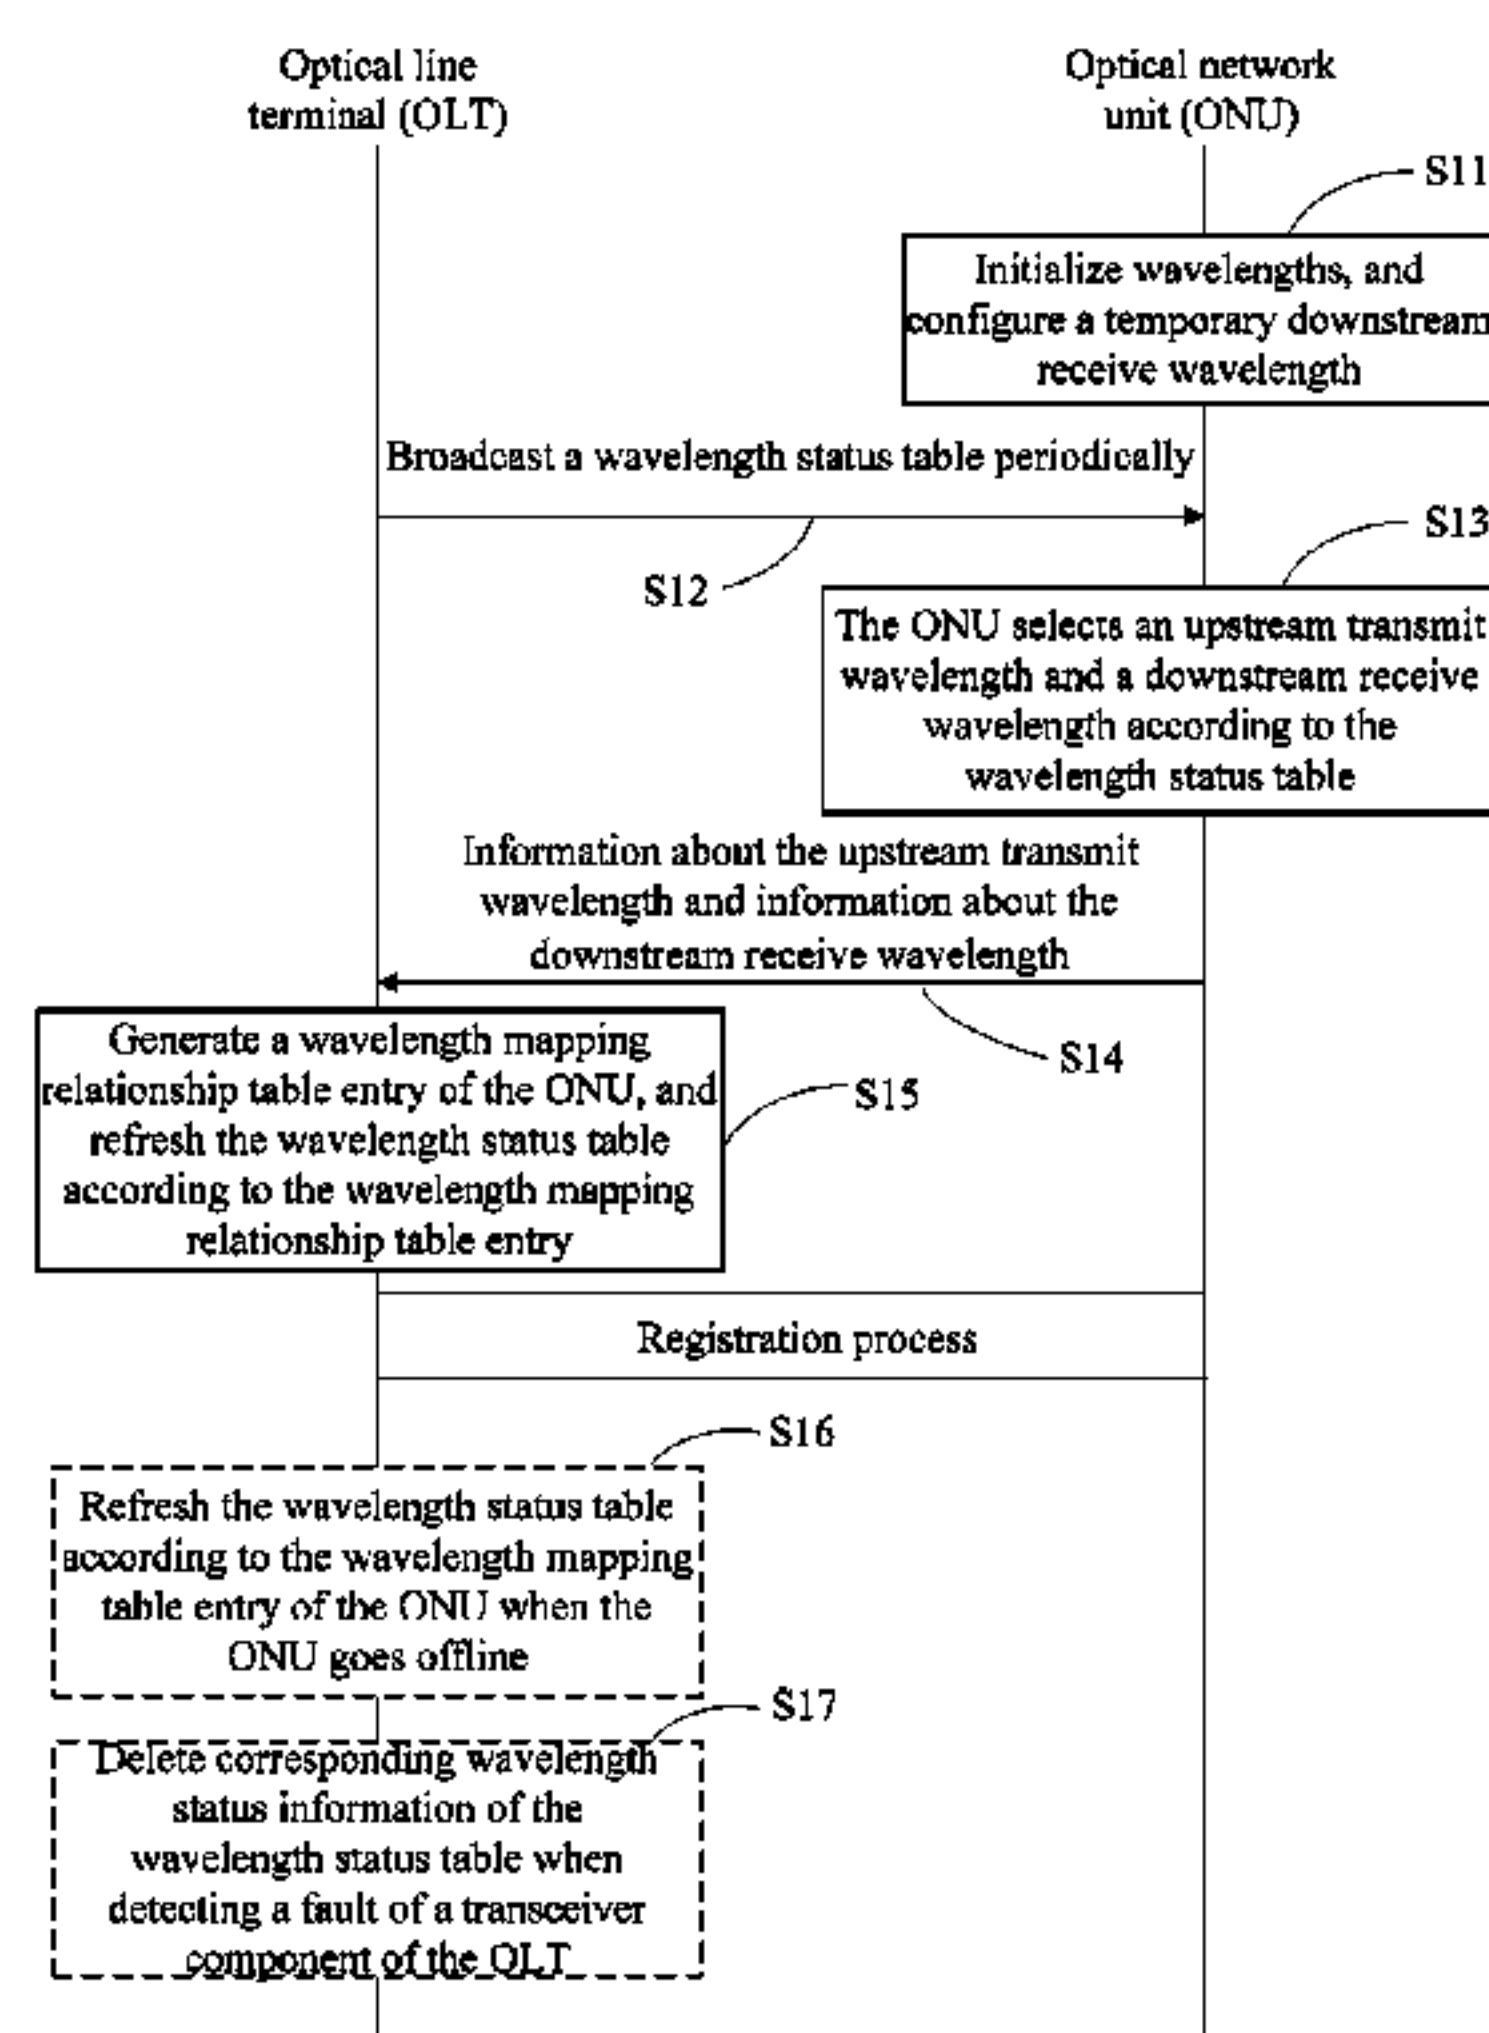 Optical line
terminal (OLT)
Optical network
unit (ONU)
S11
Initialize wavelengths, and
configure a temporary downstream
receive wavelength
Broadcast a wavelength status table periodically
S12
S13
The ONU selects an upstream transmit
wavelength and a downstream receive
wavelength according to the
wavelength status table
Information about the upstream transmit
wavelength and information about the
downstream receive wavelength
S14
Generate a wavelength mapping
relationship table entry of the ONU, and
refresh the wavelength status table
according to the wavelength mapping
relationship table entry
S15
Registration process
S16
Refresh the wavelength status table
according to the wavelength mapping
table entry of the ONU when the
ONU goes offline
S17
Delete corresponding wavelength
status information of the
wavelength status table when
detecting a fault of a transceiver
component of the OLT